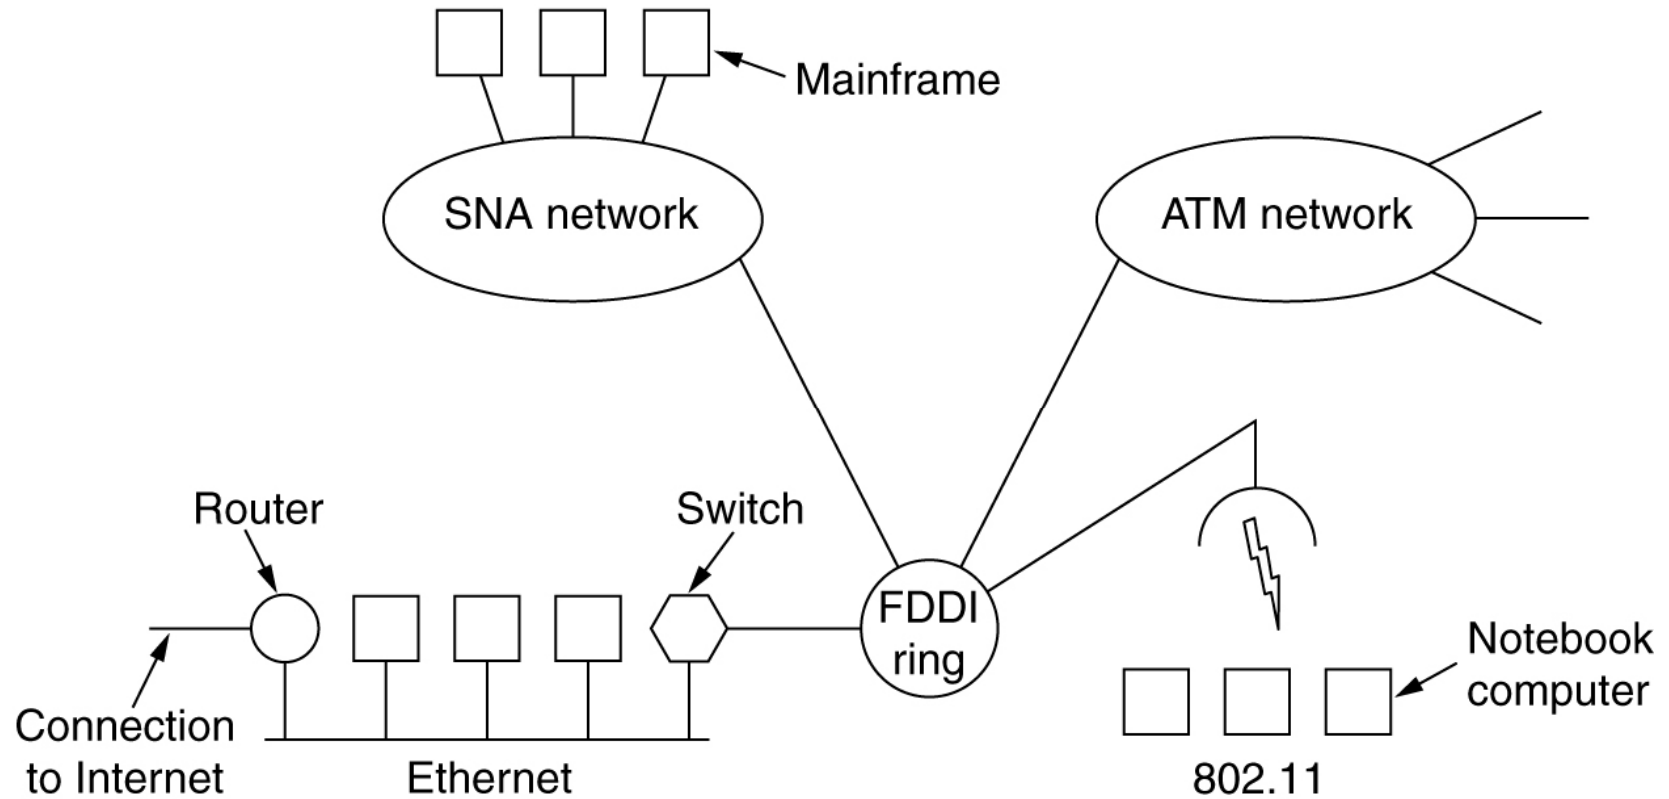 Mainframe
SNA network
ATM network
Router
Switch
FDDI
ring
Notebook
computer
Connection
to Internet
Ethernet
802.11